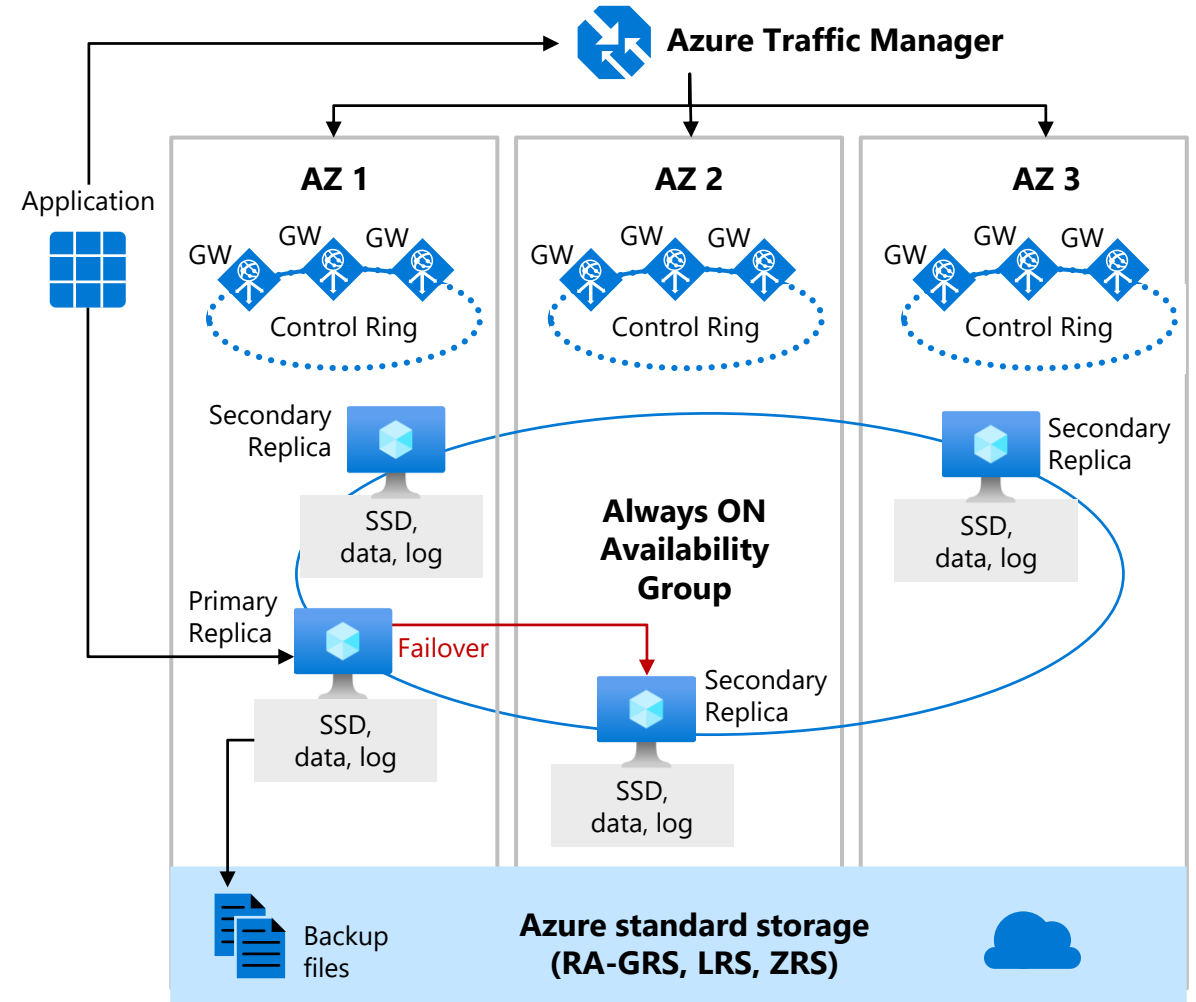 Azure Traffic Manager
Application
AZ 1
AZ 2
AZ 3
GW
GW
GW
Control Ring
GW
GW
GW
Control Ring
GW
GW
GW
Control Ring
Secondary
Replica
SSD,
data, log
Always ON
Availability
Group
Secondary
Replica
SSD,
data, log
Primary
Replica
Failover
SSD,
data, log
Secondary
Replica
SSD,
data, log
Backup
files
Azure standard storage
(RA-GRS, LRS, ZRS)